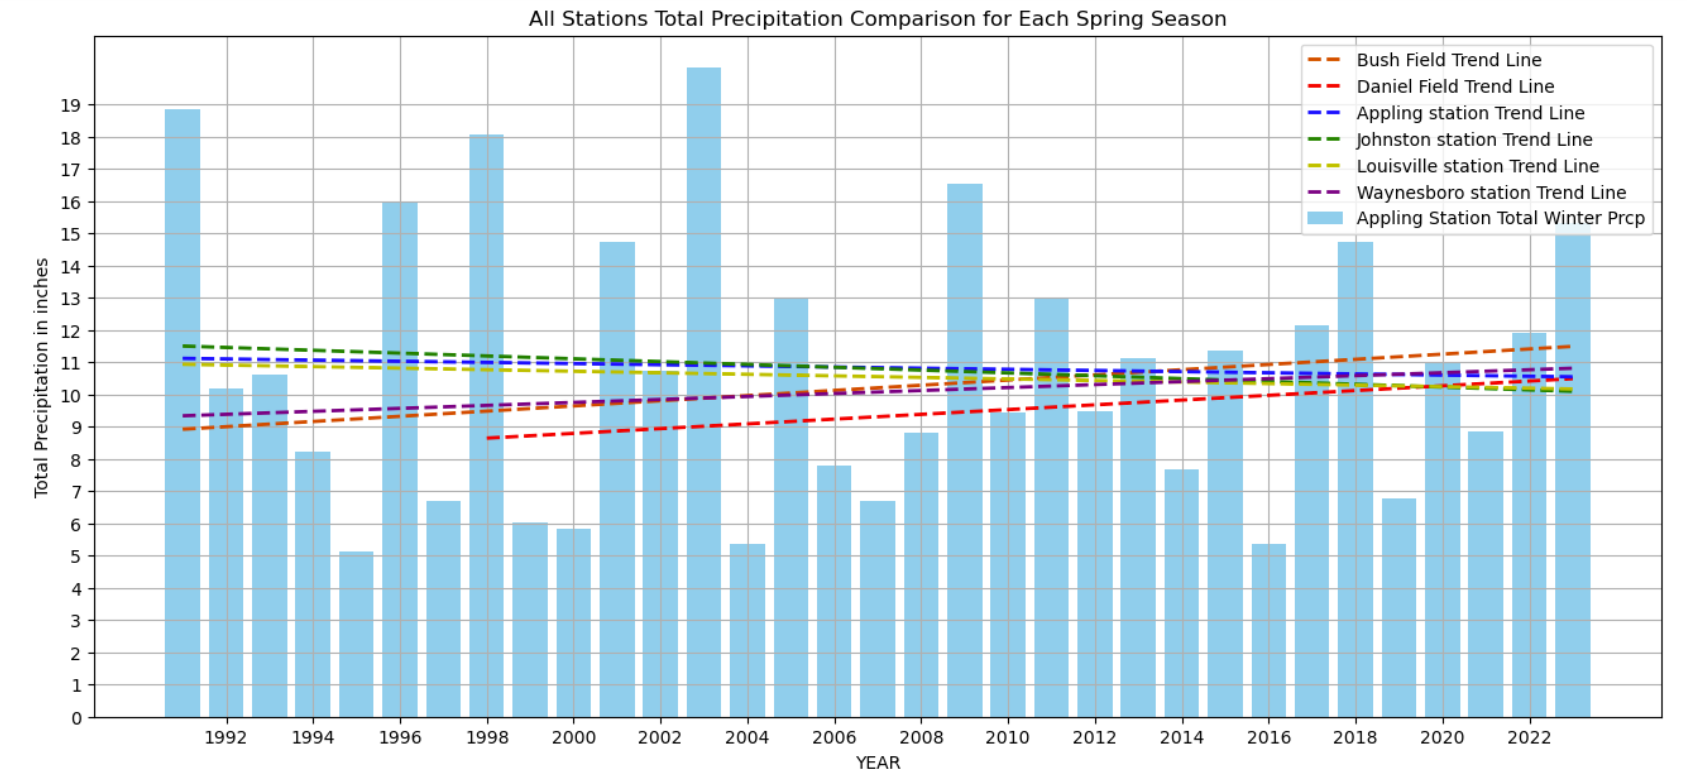 All Stations Total Precipitation Comparison for Each Spring Season
Bush Field Trend Line
Daniel Field Trend Line
Appling station Trend Line
Johnston station Trend Line
Louisville station Trend Line
Waynesboro station Trend Line
Appling Station Total Winter Prcp
Total Precipitation in inches
19
18
17
16
15
14
13
12
11
10
9
8
7
6
5
4
3
2
1
0
1992 1994 1996 1998 2000 2002 2004 2006 2008 2010 2012 2014 2016 2018 2020 2022
YEAR